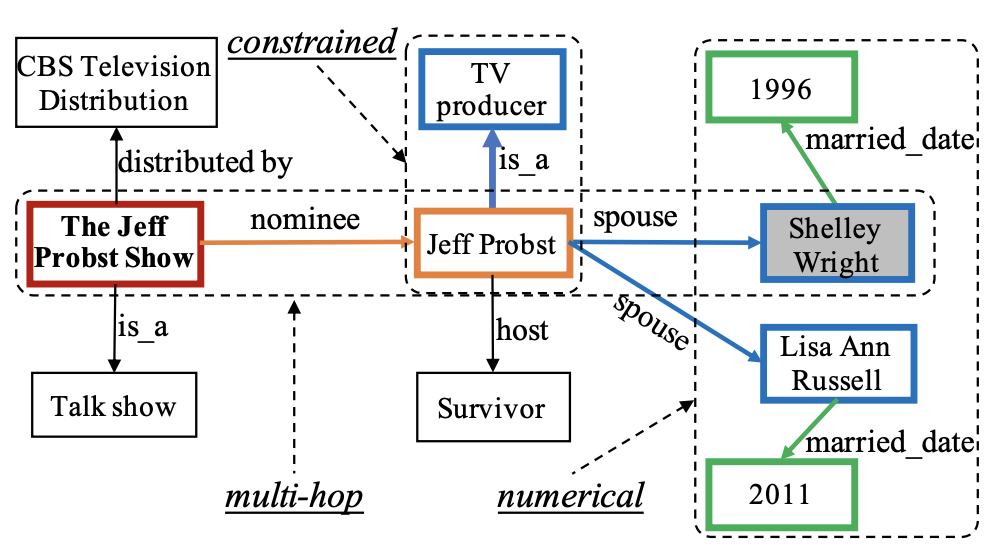 constrained
CBS Television
Distribution
TV
producer
1996
distributed by
is_a
married_date
The Jeff
Probst Show
nominee
Jeff Probst
spouse
Shelley
Wright
is_a
host
spouse
Lisa Ann
Russell
Talk show
Survivor
married_date
multi-hop
numerical
2011